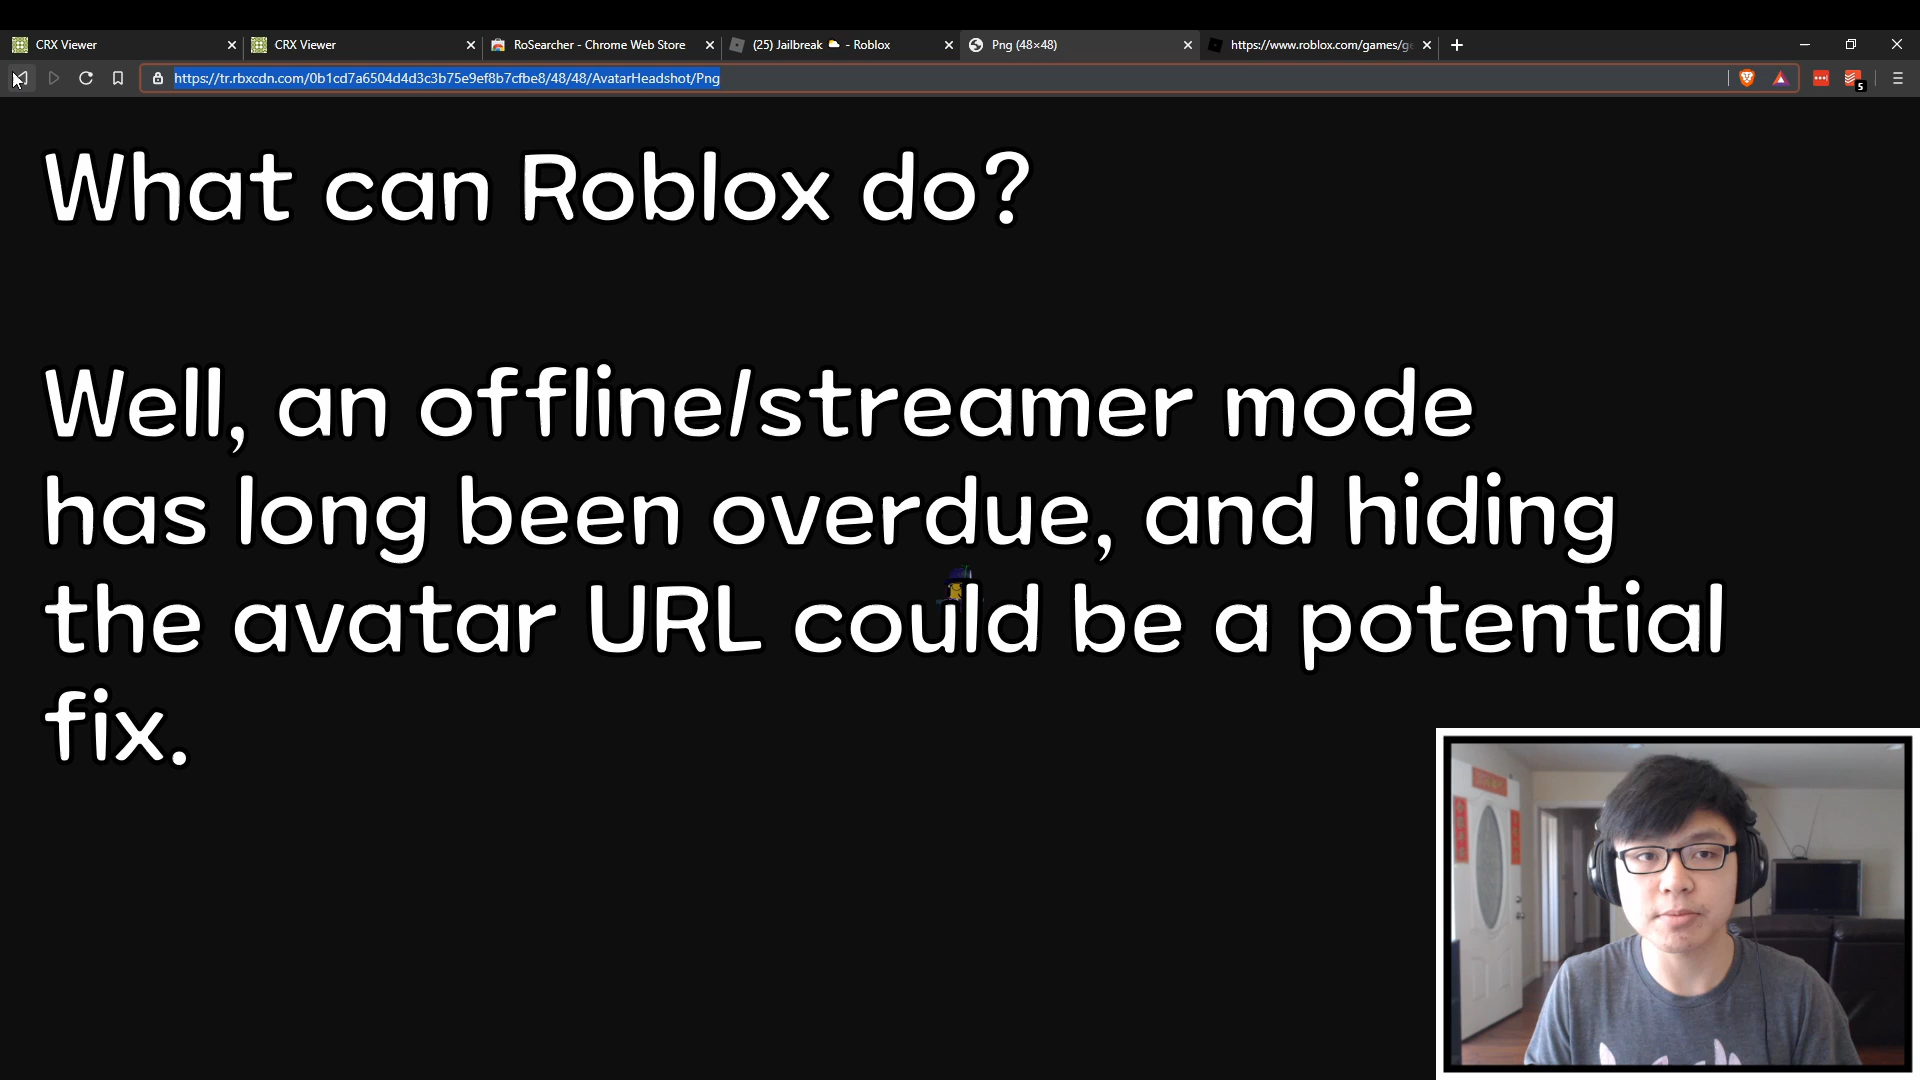 CRX Viewer
CRX Viewer
RoSearcher - Chrome Web Store
(25) Jailbreak ⛅ - Roblox
Png (48×48)
https://www.roblox.com/games/ge
https://tr.rbxcdn.com/0b1cd7a6504d4d3c3b75e9ef8b7cfbe8/48/48/AvatarHeadshot/Png
5
What can Roblox do?
Well, an offline/streamer mode
has long been overdue, and hiding
the avatar URL could be a potential
fix.